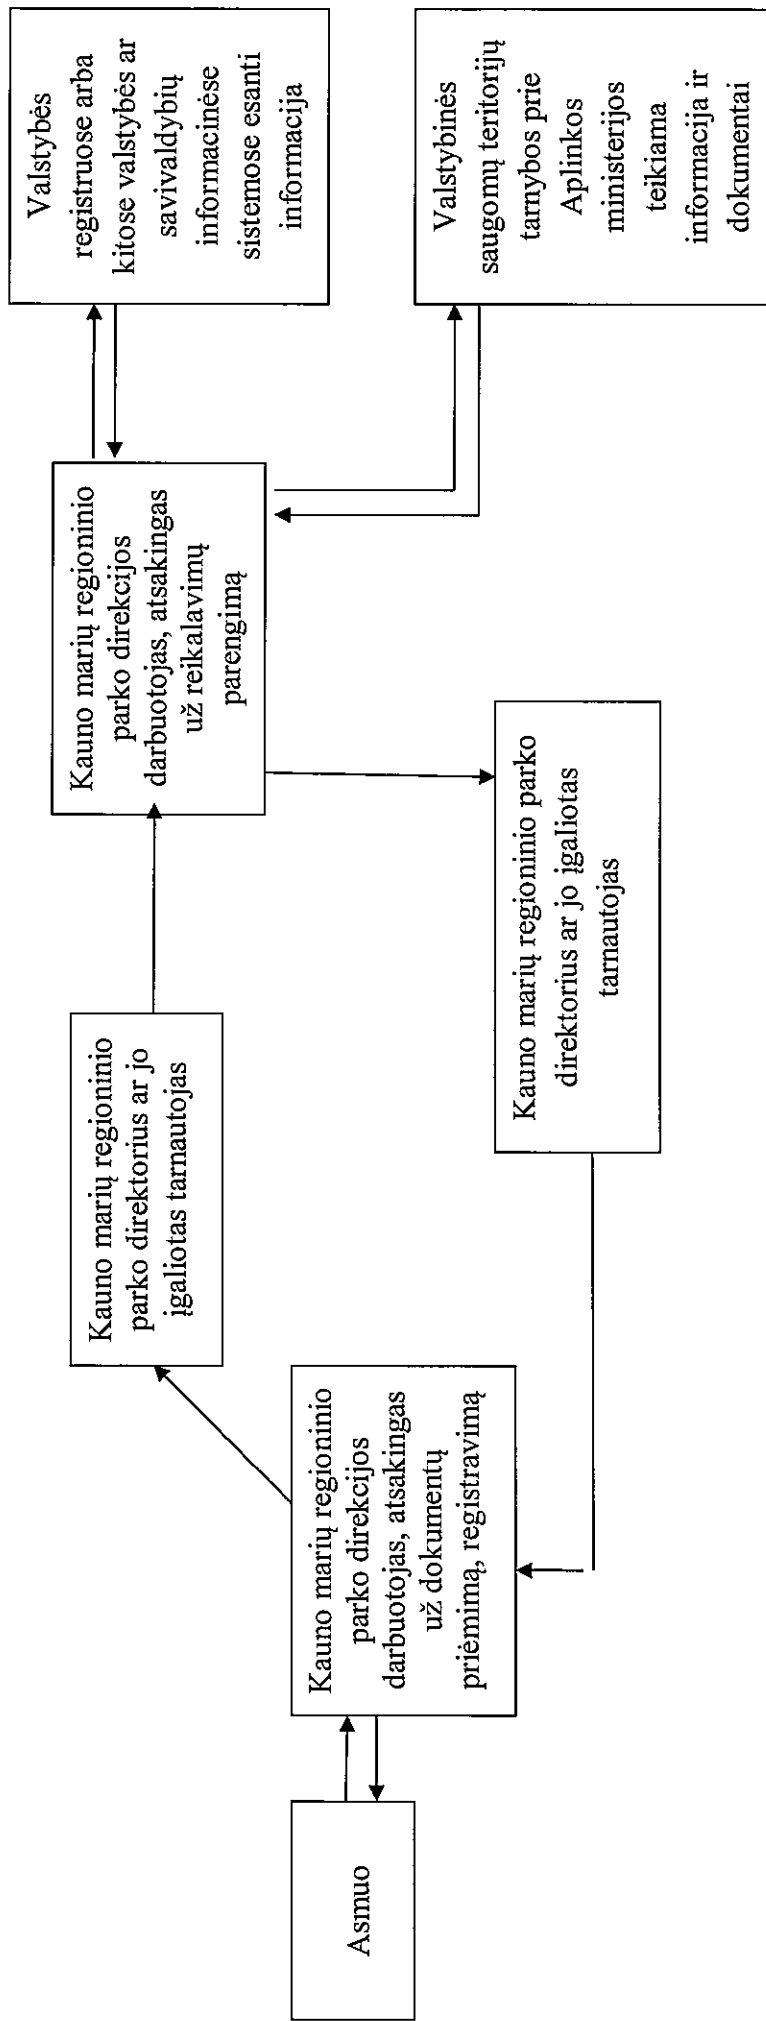 Asmuo
Kauno marių regioninio
parko direkcijos
darbuotojas, atsakingas
už dokumentų
priėmimą, registravimą
Kauno marių regioninio
parko direktorius ar jo
įgaliotas tarnautojas
Kauno marių regioninio parko
direktorius ar jo įgaliotas
tarnautojas
Kauno marių regioninio
parko direkcijos
darbuotojas, atsakingas
už reikalavimų
parengimą
Valstybės
registruose arba
kitose valstybės ar
savivaldybių
informacinėse
sistemose esanti
informacija
Valstybinės
saugomų teritorijų
tarnybos prie
Aplinkos
ministerijos
teikiama
informacija ir
dokumentai